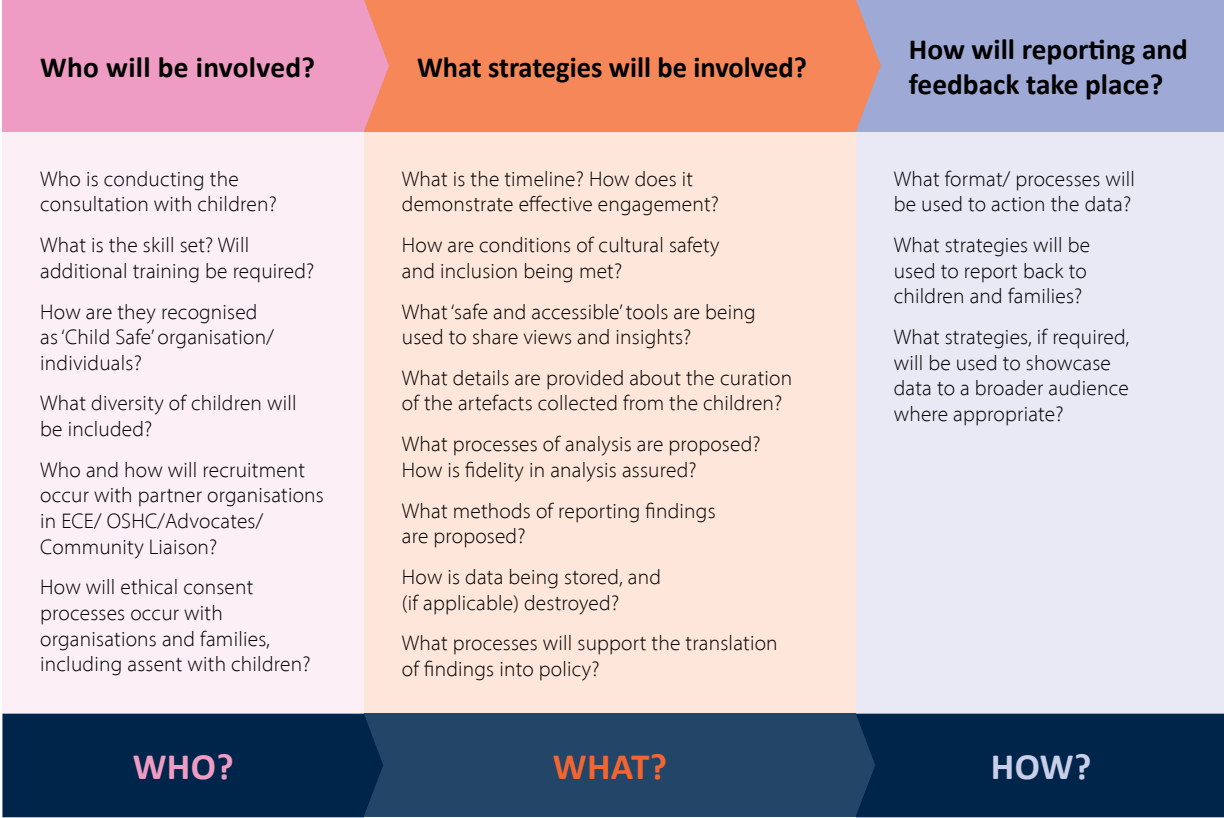 Who will be involved?
Who is conducting the
consultation with children?
What is the skill set? Will
additional training be required?
How are they recognised
as ‘Child Safe’ organisation/
individuals?
What diversity of children will
be included?
Who and how will recruitment
occur with partner organisations
in ECE/ OSHC/Advocates/
Community Liaison?
How will ethical consent
processes occur with
organisations and families,
including assent with children?
WHO?
What strategies will be involved?
What is the timeline? How does it
demonstrate effective engagement?
How are conditions of cultural safety
and inclusion being met?
What ‘safe and accessible’ tools are being
used to share views and insights?
What details are provided about the curation
of the artefacts collected from the children?
What processes of analysis are proposed?
How is fidelity in analysis assured?
What methods of reporting findings
are proposed?
How is data being stored, and
(if applicable) destroyed?
What processes will support the translation
of findings into policy?
WHAT?
How will reporting and
feedback take place?
What format/ processes will
be used to action the data?
What strategies will be
used to report back to
children and families?
What strategies, if required,
will be used to showcase
data to a broader audience
where appropriate?
HOW?